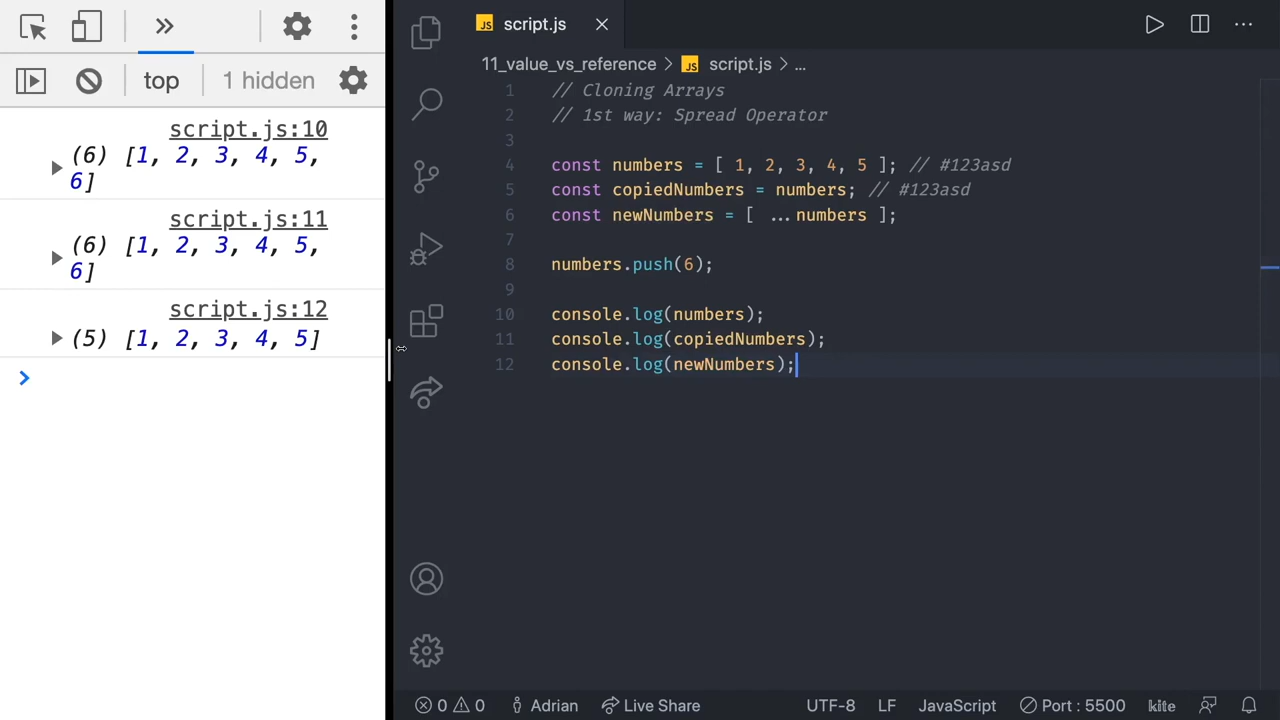 top
1 hidden
script.js:10
(6) [1, 2, 3, 4, 5,
6]
script.js:11
(6) [1, 2, 3, 4, 5,
6]
script.js:12
(5) [1, 2, 3, 4, 5]
JS script.js
11_value_vs_reference > JS script.js > ...
1 // Cloning Arrays
2 // 1st way: Spread Operator
3
4 const numbers = [ 1, 2, 3, 4, 5 ]; // #123asd
5 const copiedNumbers = numbers; // #123asd
6 const newNumbers = [ ...numbers ];
7
8 numbers.push(6);
9
10 console.log(numbers);
11 console.log(copiedNumbers);
12 console.log(newNumbers);
0 0 Adrian Live Share UTF-8 LF JavaScript Port : 5500 kite